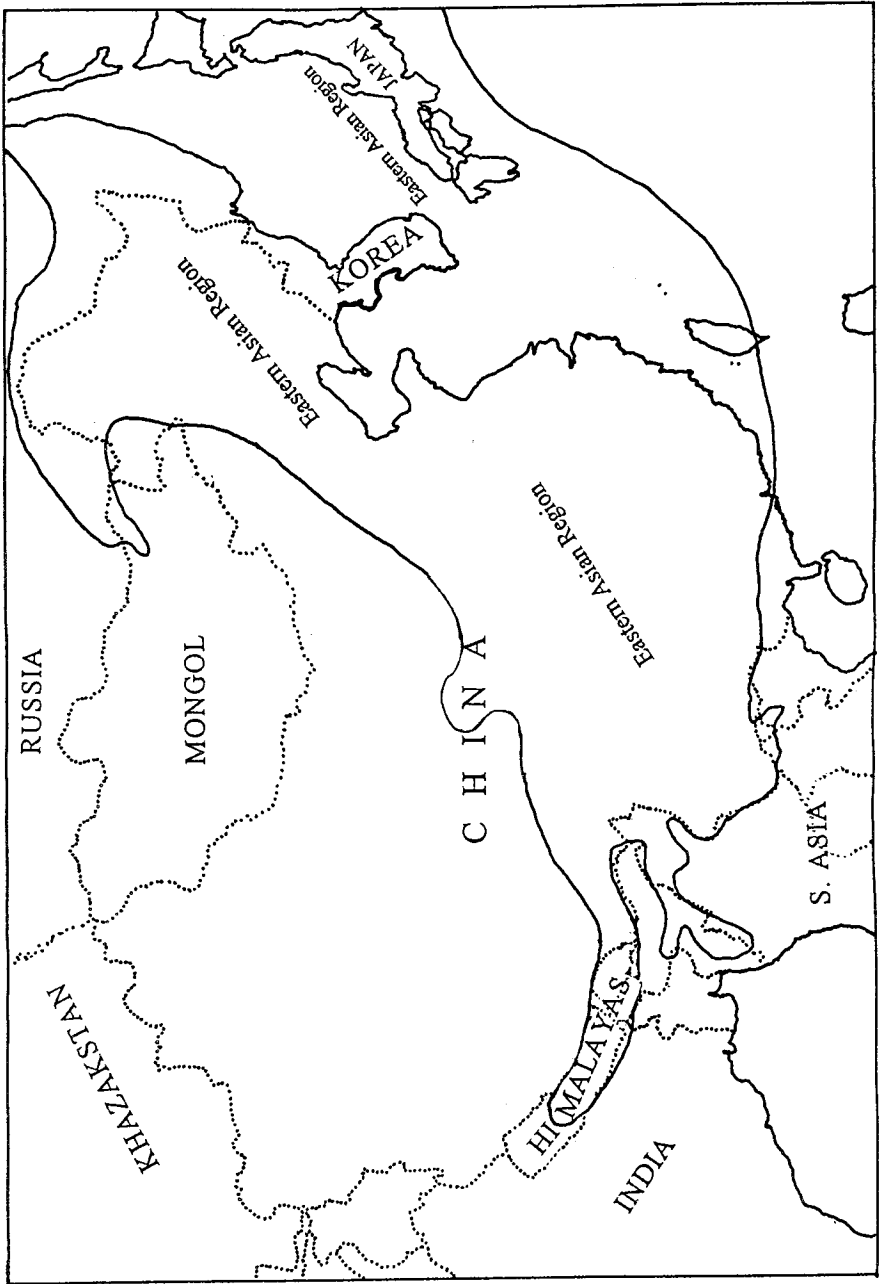 JAPAN
Eastern Asian Region
KOREA
Eastern Asian Region
Eastern Asian Region
RUSSIA
MONGOL
CHINA
S. ASIA
KHAZAKSTAN
HIMALAYAS
INDIA